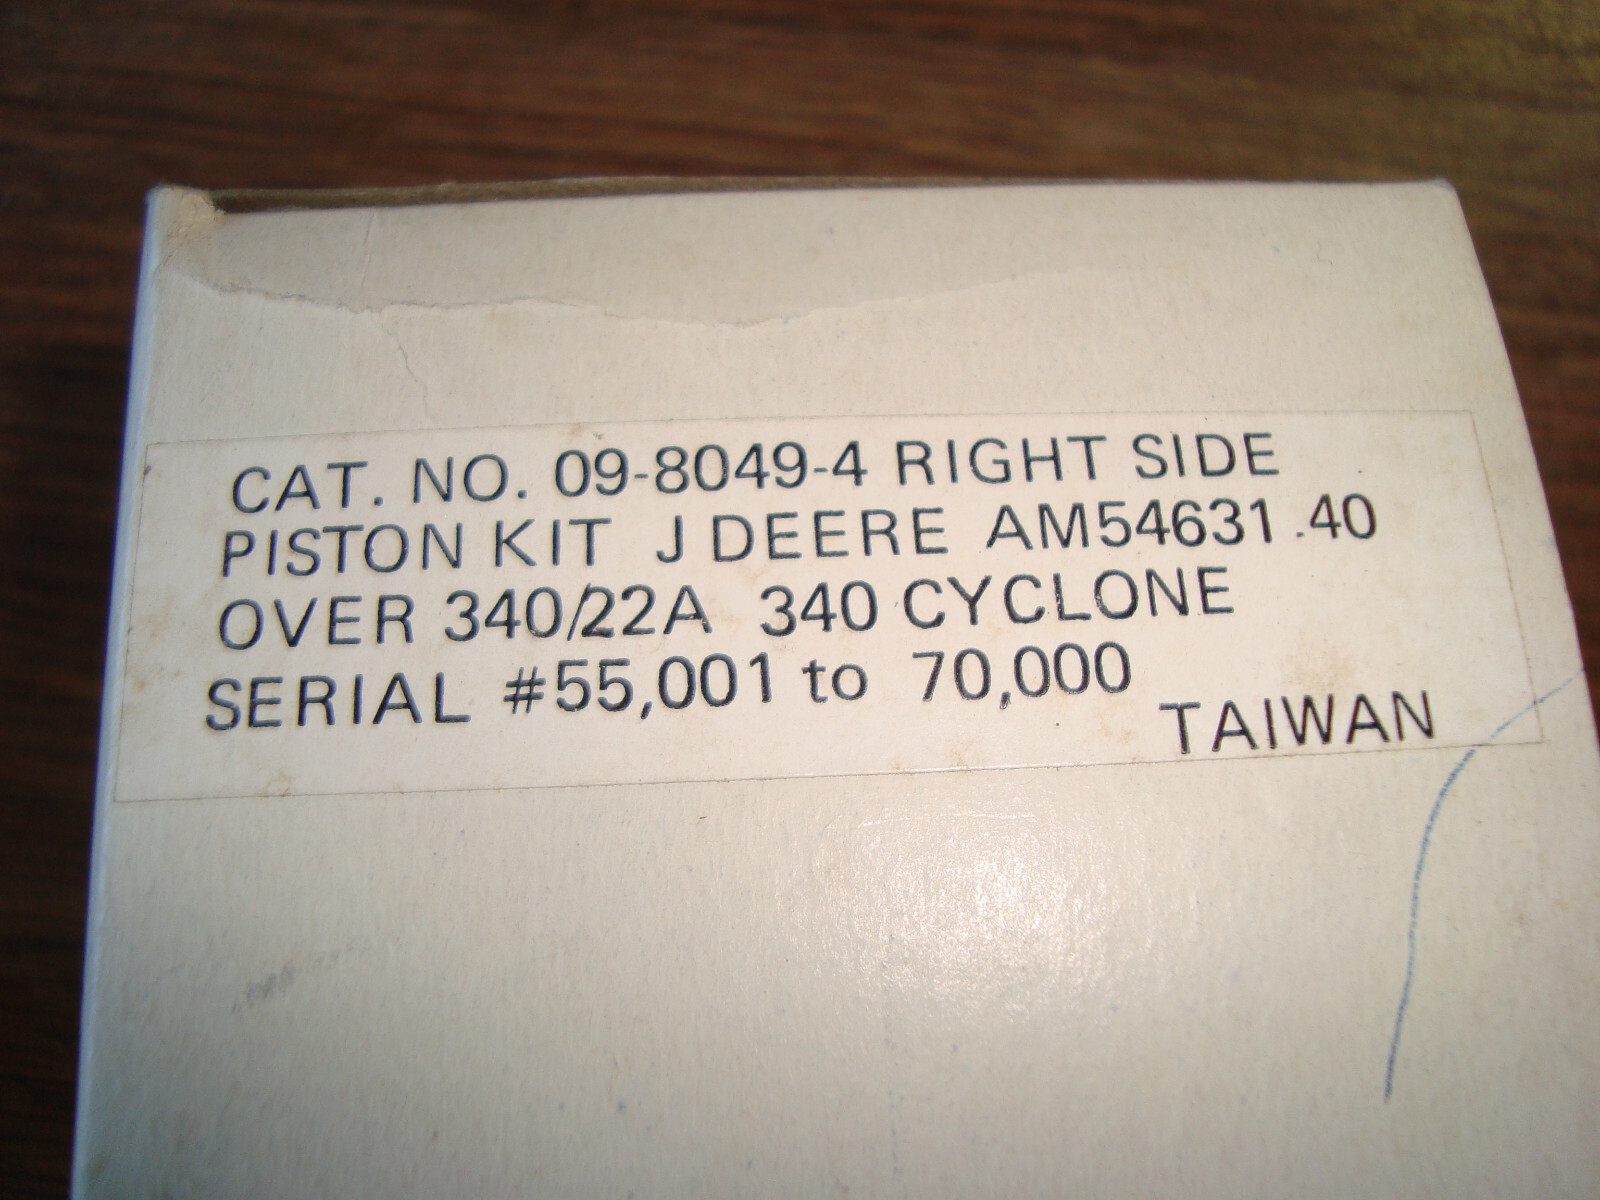 CAT. NO. 09-8049-4 RIGHT SIDE
PISTON KIT J DEERE AM54631 .40
OVER 340/22A 340 CYCLONE
SERIAL #55,001 to 70,000
TAIWAN